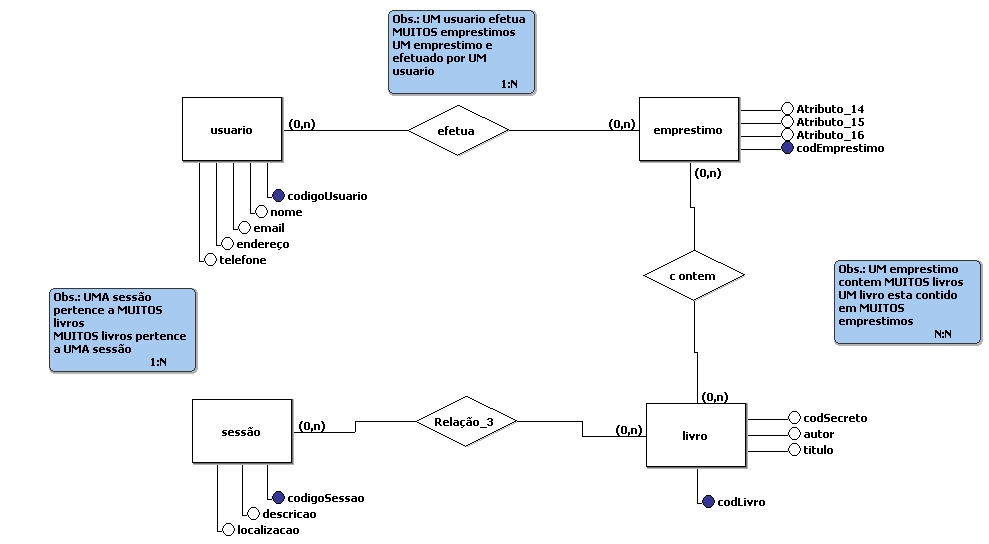 Obs.: UM usuario efetua
MUITOS emprestimos
UM emprestimo e
efetuado por UM
usuario
1:N
usuario
(0,n)
efetua
(0,n)
emprestimo
Atributo_14
Atributo_15
Atributo_16
codEmprestimo
(0,n)
codigoUsuario
nome
email
endereço
telefone
c ontem
Obs.: UM emprestimo
contem MUITOS livros
UM livro esta contido
em MUITOS
emprestimos
N:N
Obs.: UMA sessão
pertence a MUITOS
livros
MUITOS livros pertence
a UMA sessão
1:N
(0,n)
sessão
(0,n)
Relação_3
(0,n)
livro
codSecreto
autor
titulo
codigoSessao
descricao
localizacao
codLivro